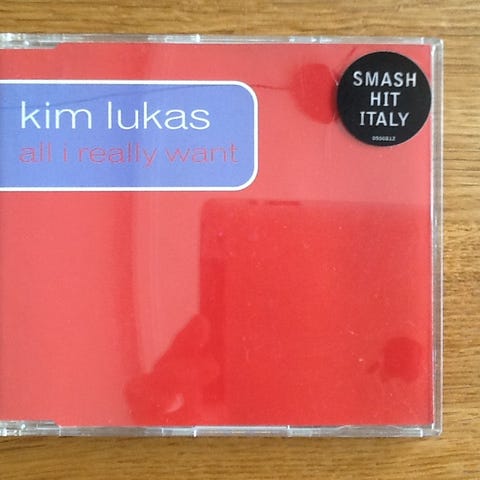 kim lukas
all i really want
SMASH
HIT
ITALY